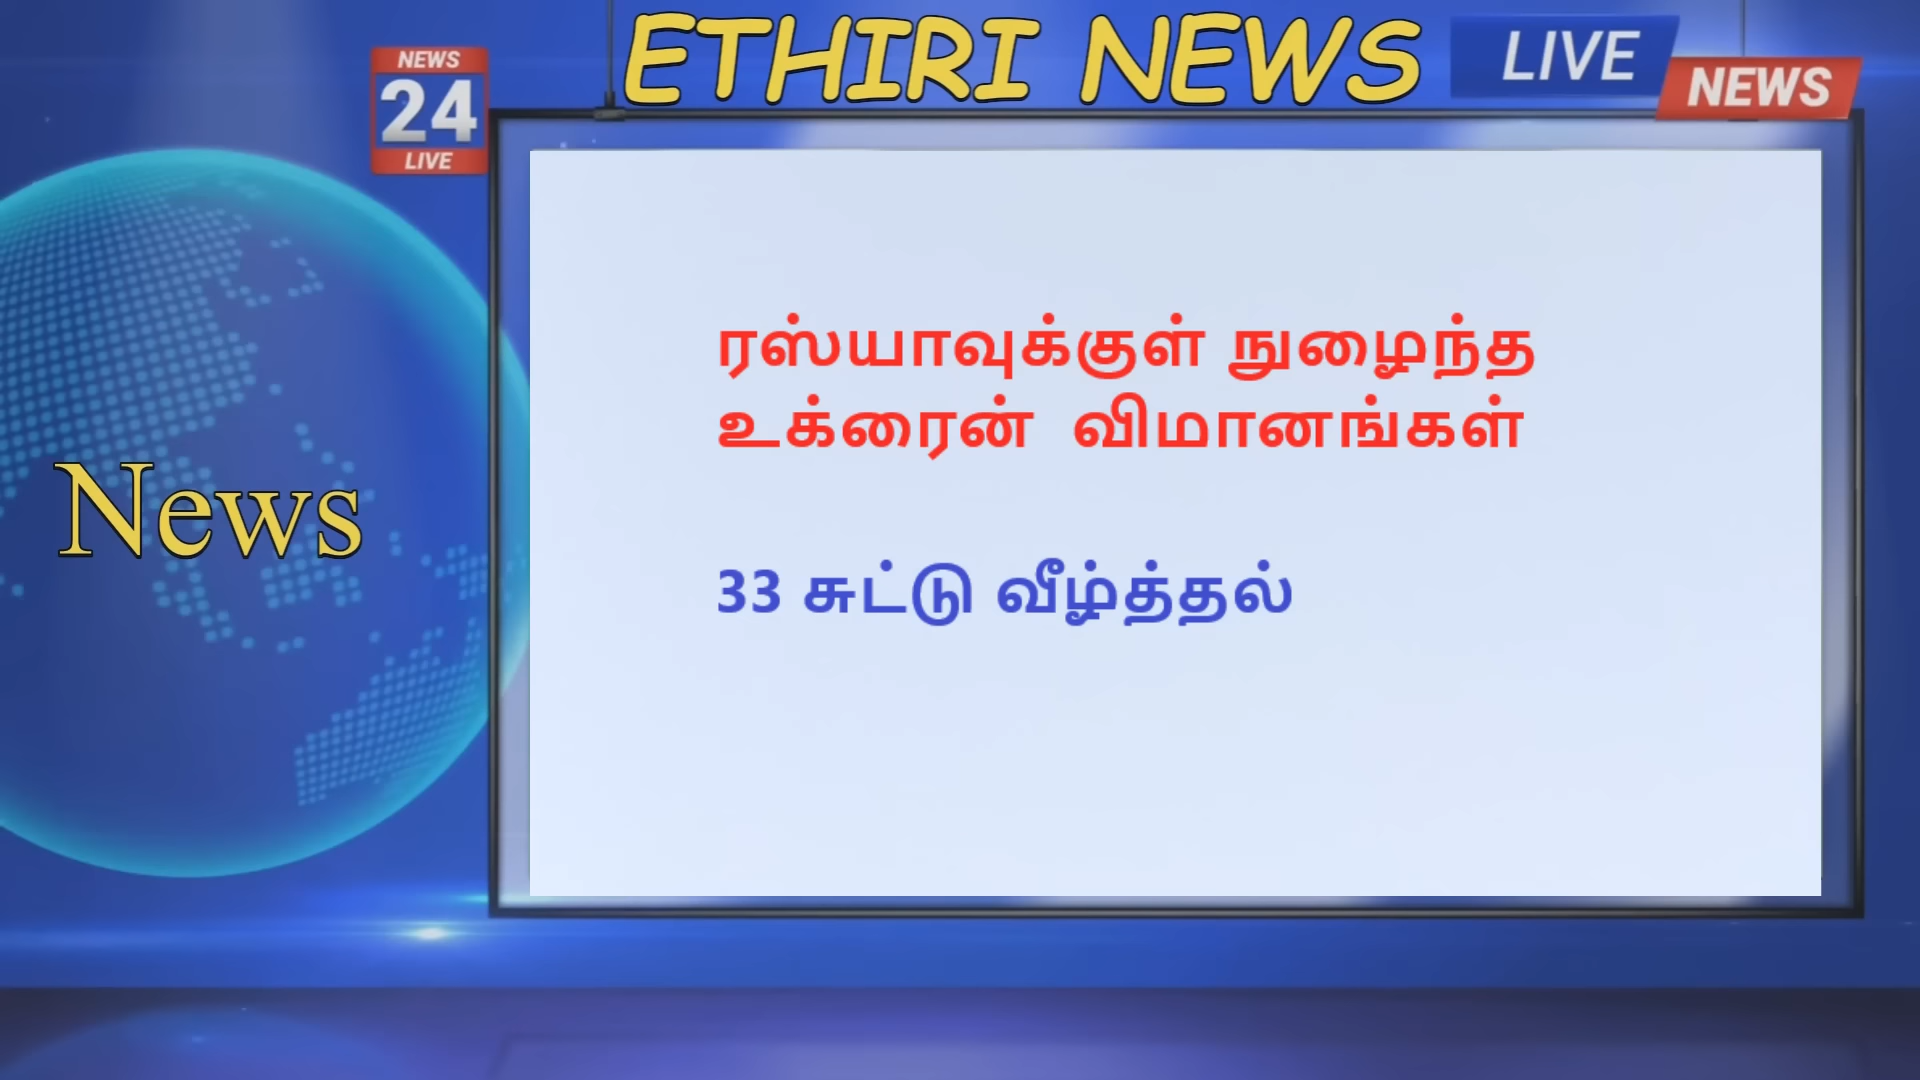 ETHIRI NEWS
LIVE
NEWS
NEWS
24
LIVE
ரஸ்யாவுக்குள் நுழைந்த
உக்ரைன் விமானங்கள்
News
33 சுட்டு வீழ்த்தல்